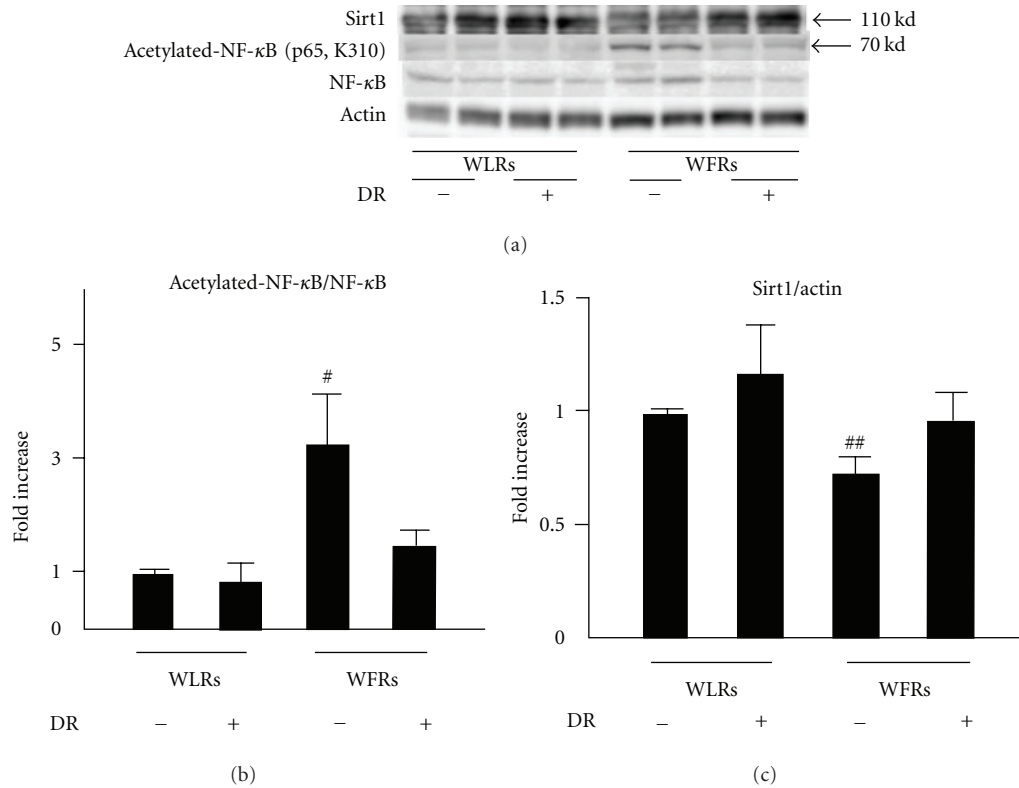 Sirt1
110 kd
Acetylated-NF-κB (p65, K310)
70 kd
NF-κB
Actin
WLRs WFRs
DR − + − +
(a)
Acetylated-NF-κB/NF-κB
5
3
1
0
Fold increase
#
WLRs WFRs
DR − + − +
(b)
Sirt1/actin
1.5
1
0.5
0
Fold increase
##
WLRs WFRs
DR − + − +
(c)